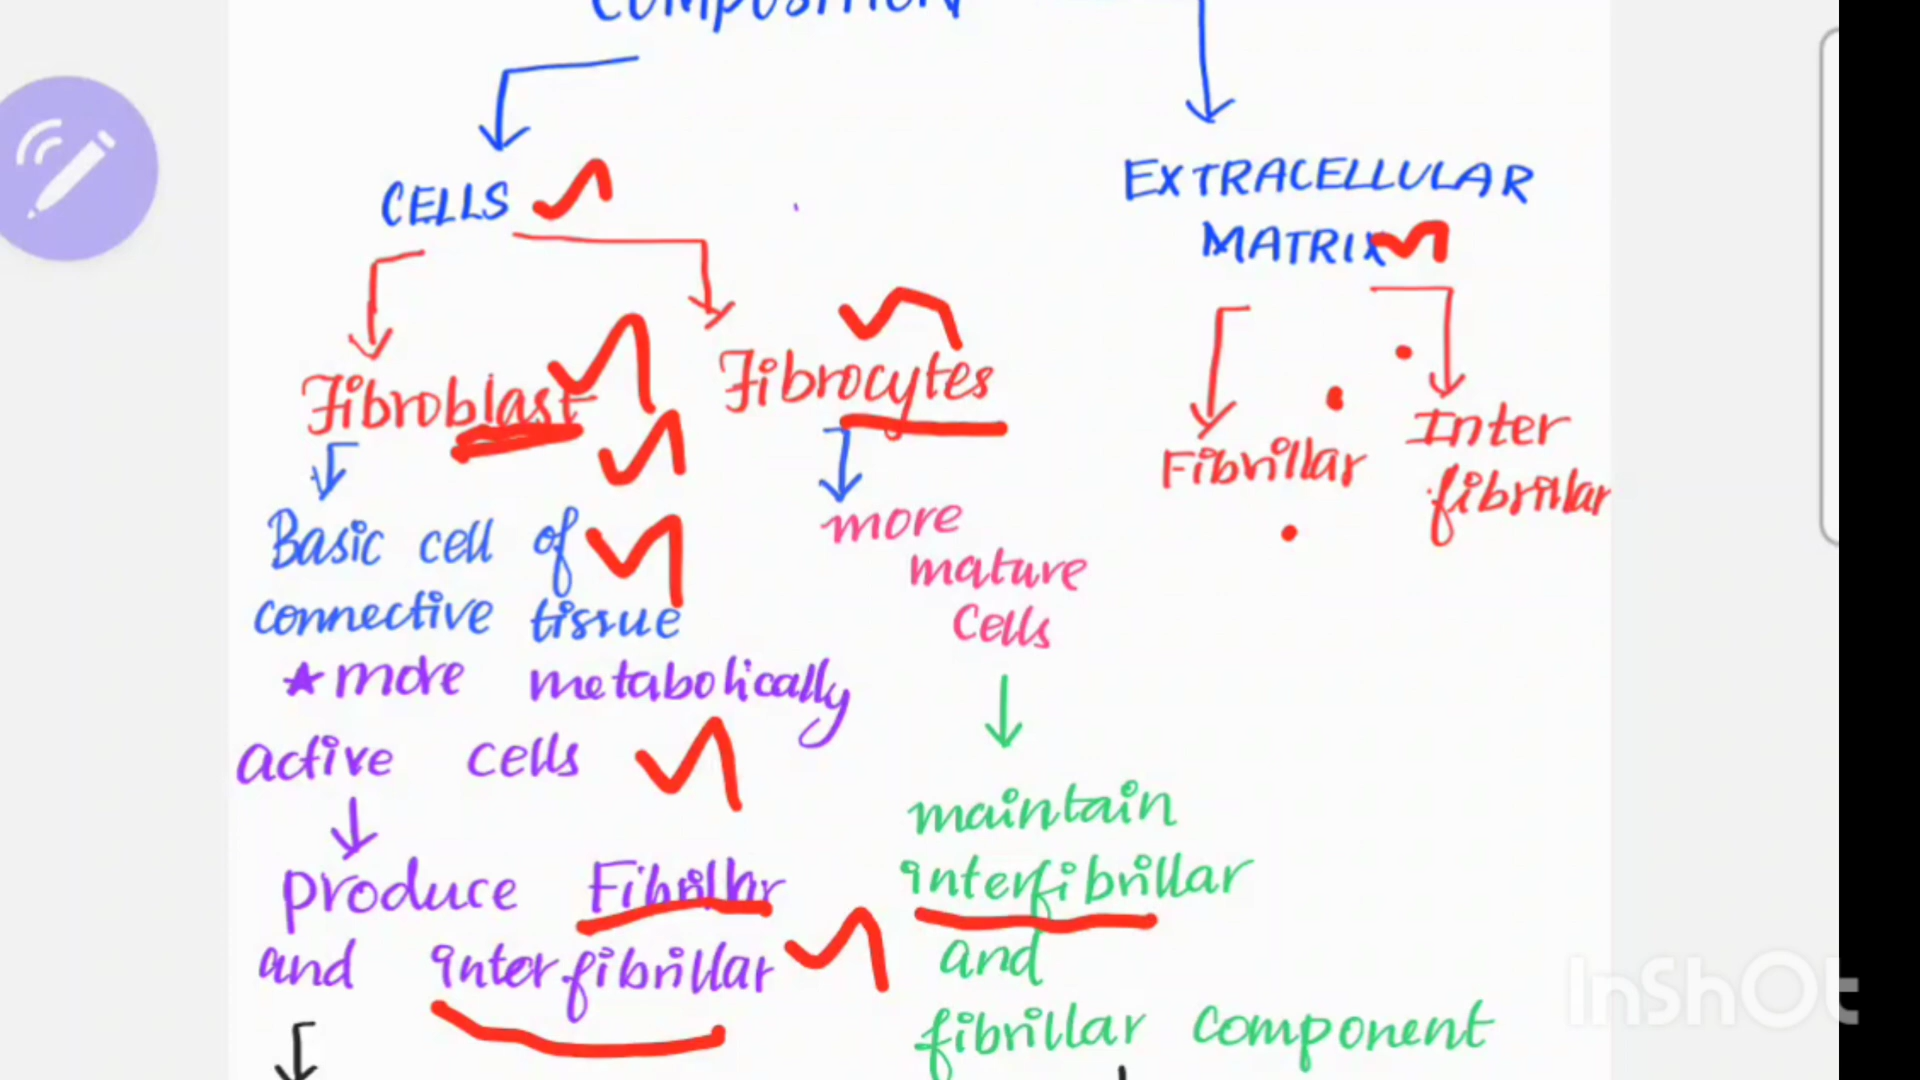 COMPOSITION
CELLS
EXTRACELLULAR
MATRIX
Fibroblast
Fibrocytes
Fibrillar
Inter
fibrillar
Basic cell of
connective tissue
★ more metabolically
active cells
produce Fibrillar
and interfibrillar
more
mature
cells
maintain
interfibrillar
and
fibrillar component
InShOt